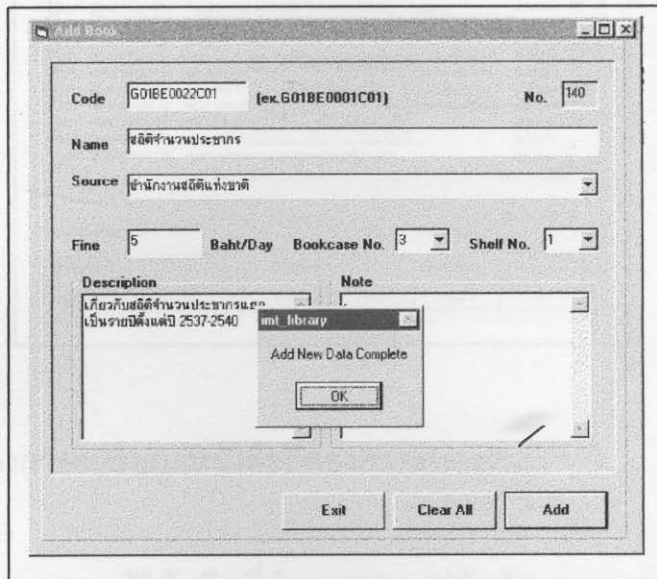 Add Book
Code G01BE0022C01 (ex.G01BE0001C01) No. 140
Name สถิติจำนวนประชากร
Source สำนักงานสถิติแห่งชาติ
Fine 5 Baht/Day Bookcase No. 3 Shelf No. 1
Description Note
เกี่ยวกับสถิติจำนวนประชากรแยก
เป็นรายปีตั้งแต่ปี 2537-2540
imt_library
Add New Data Complete
OK
Exit Clear All Add